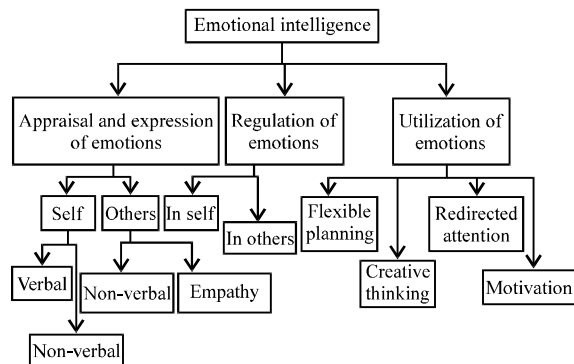 Emotional intelligence
Appraisal and expression
of emotions
Regulation of
emotions
Utilization of
emotions
Self
Others
In self
In others
Flexible
planning
Redirected
attention
Verbal
Non-verbal
Empathy
Creative
thinking
Motivation
Non-verbal